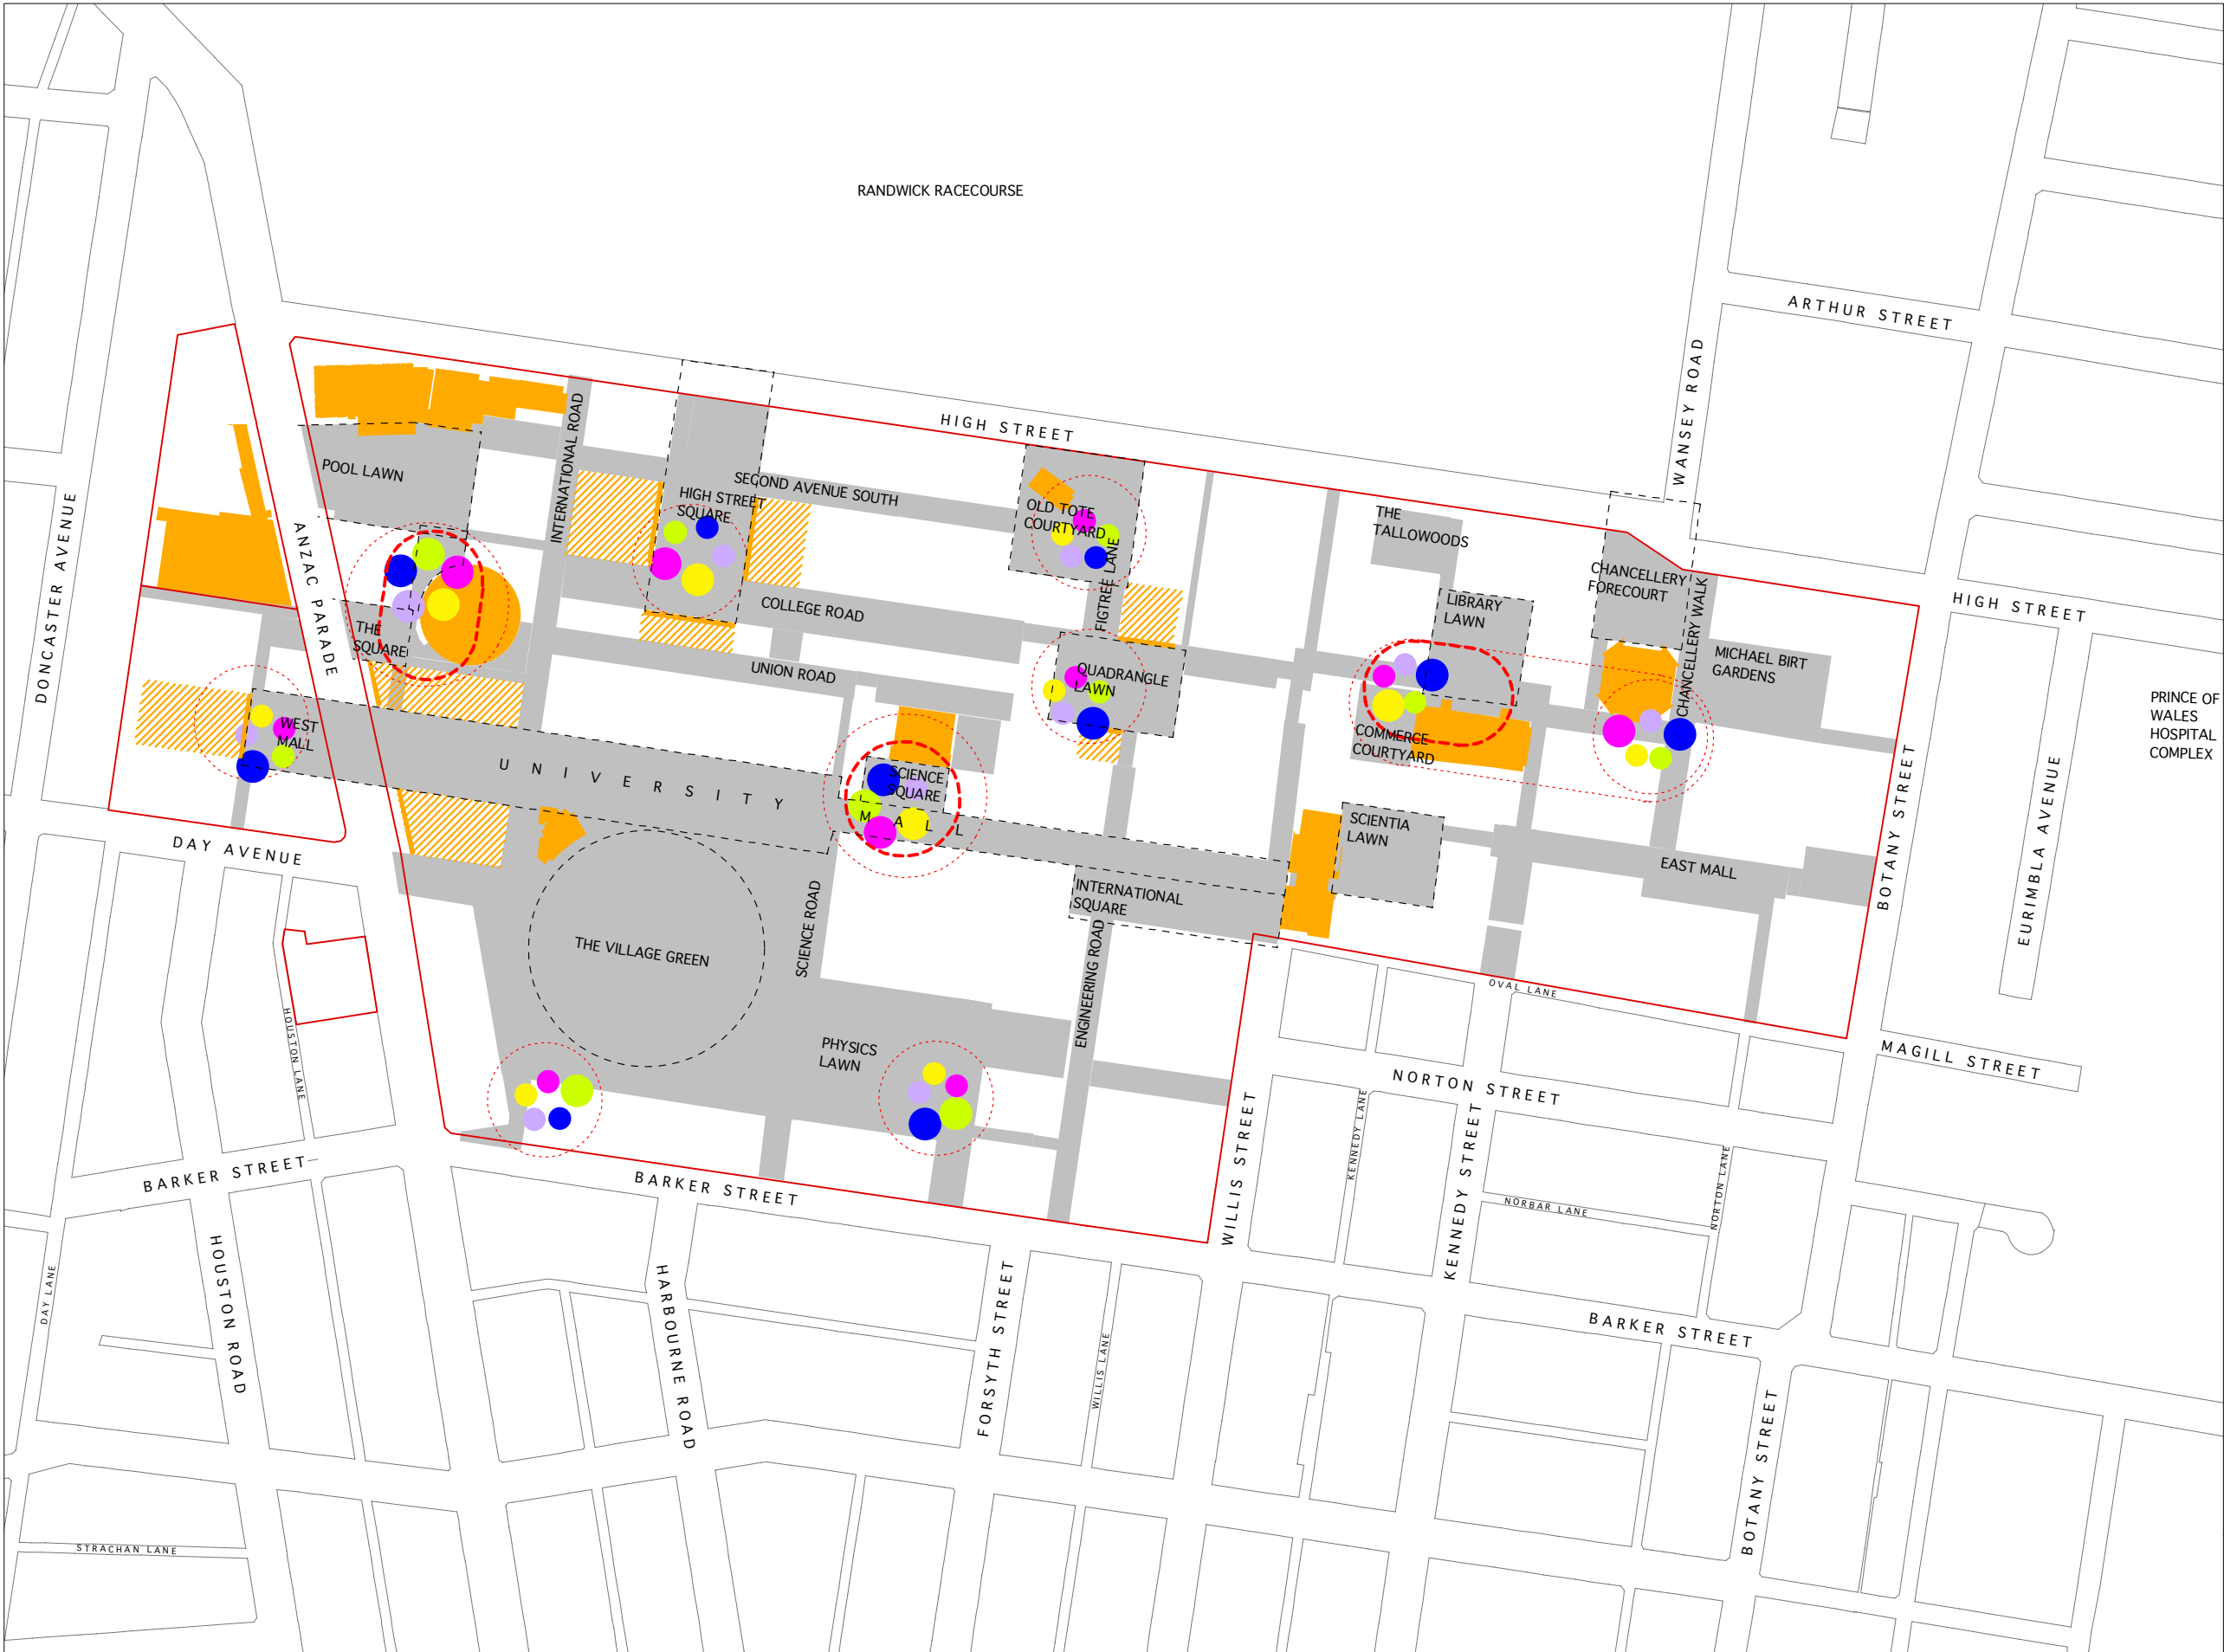 RANDWICK RACECOURSE
ARTHUR STREET
WANSEY ROAD
HIGH STREET
INTERNATIONAL ROAD
POOL LAWN
SECOND AVENUE SOUTH
HIGH STREET
SQUARE
OLD TOTE
COURTYARD
FIGTREE LANE
THE
TALLOWOODS
CHANCELLERY
FORECOURT
CHANCELLERY WALK
LIBRARY
LAWN
HIGH STREET
DONCASTER AVENUE
ANZAC PARADE
THE
SQUARE
COLLEGE ROAD
UNION ROAD
QUADRANGLE
LAWN
MICHAEL BIRT
GARDENS
PRINCE OF
WALES
HOSPITAL
COMPLEX
WEST
MALL
COMMERCE
COURTYARD
UNIVERSITY
MALL
SCIENCE
SQUARE
SCIENTIA
LAWN
EAST MALL
BOTANY STREET
EURIMBLA AVENUE
DAY AVENUE
INTERNATIONAL
SQUARE
SCIENCE ROAD
THE VILLAGE GREEN
ENGINEERING ROAD
OVAL LANE
HOUSTON LANE
PHYSICS
LAWN
MAGILL STREET
NORTON STREET
KENNEDY LANE
KENNEDY STREET
NORTON LANE
WILLIS STREET
BARKER STREET
BARKER STREET
NORBAR LANE
DAY LANE
HOUSTON ROAD
HARBOURNE ROAD
FORSYTH STREET
WILLIS LANE
BARKER STREET
BOTANY STREET
STRACHAN LANE